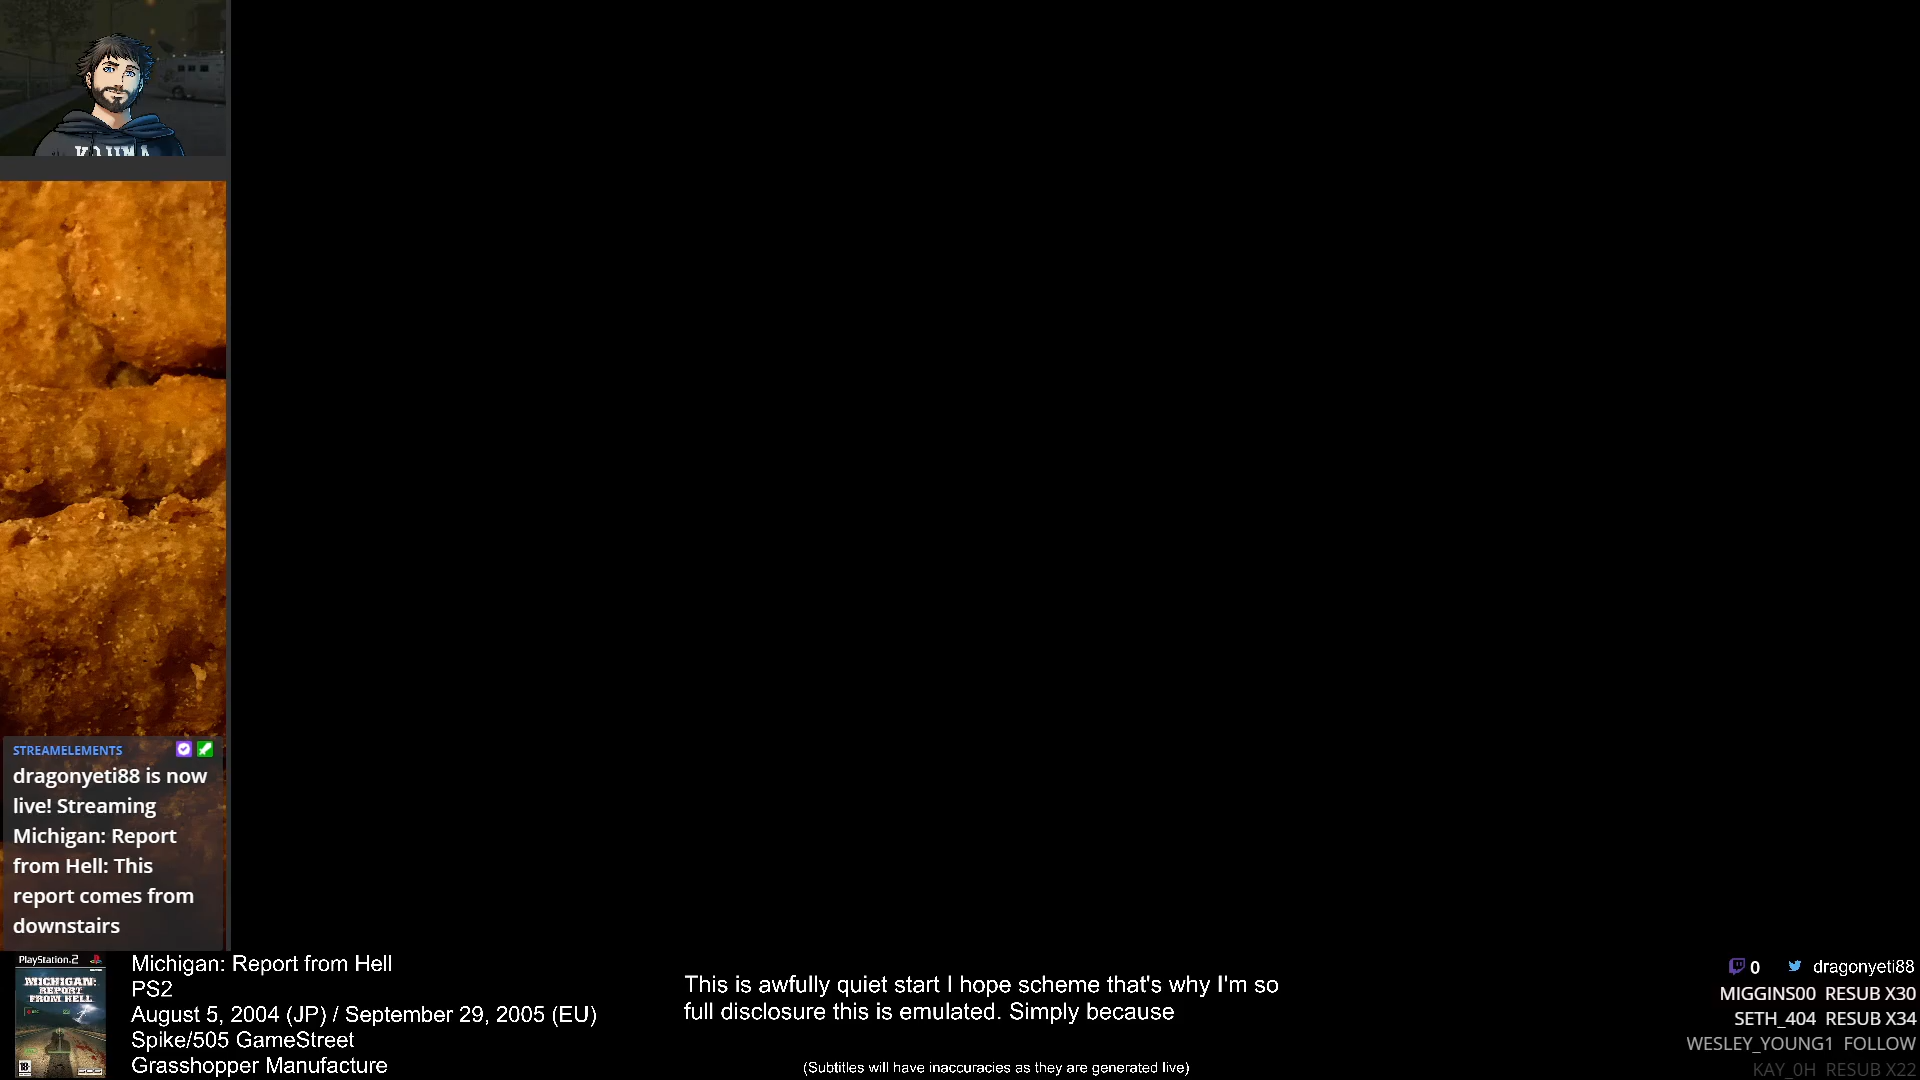 KOJIMA
STREAMELEMENTS
dragonyeti88 is now
live! Streaming
Michigan: Report
from Hell: This
report comes from
downstairs
PlayStation.2
MICHIGAN:
REPORT
FROM HELL
18
505
Michigan: Report from Hell
PS2
August 5, 2004 (JP) / September 29, 2005 (EU)
Spike/505 GameStreet
Grasshopper Manufacture
This is awfully quiet start I hope scheme that's why I'm so
full disclosure this is emulated. Simply because
(Subtitles will have inaccuracies as they are generated live)
0 dragonyeti88
MIGGINS00 RESUB X30
SETH_404 RESUB X34
WESLEY_YOUNG1 FOLLOW
KAY_0H RESUB X22